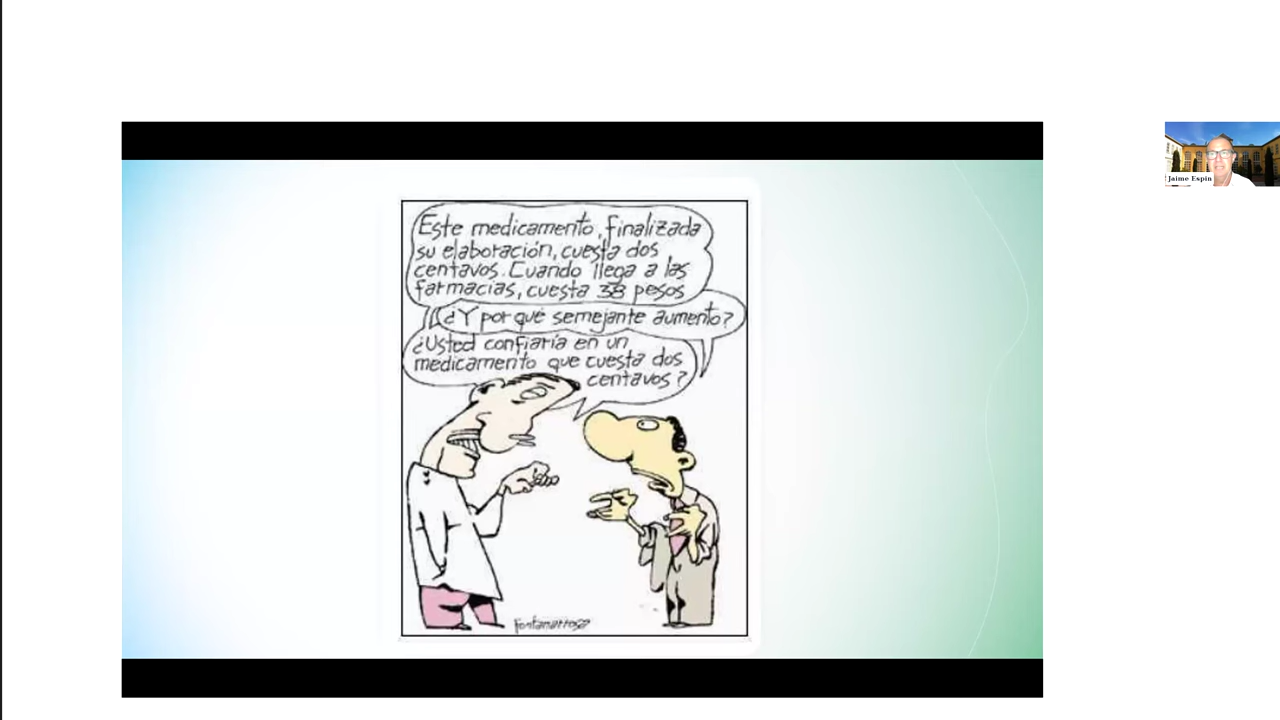 Este medicamento, finalizada
su elaboración, cuesta dos
centavos. Cuando llega a las
farmacias, cuesta 38 pesos
¿Y por qué semejante aumento?
¿Usted confiaría en un
medicamento que cuesta dos
centavos?
Fontanarrosa
Jaime Espin